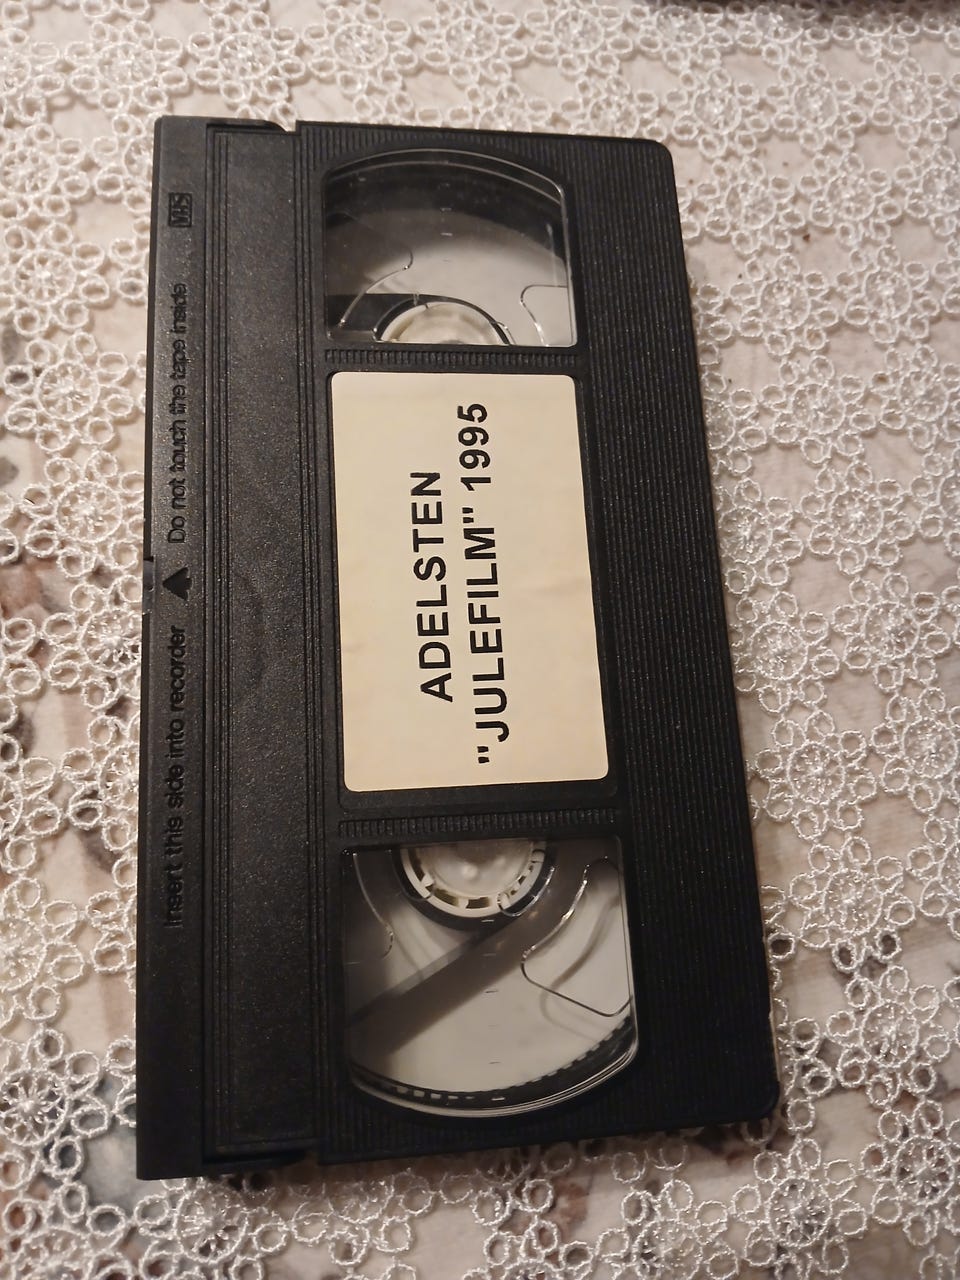 VHS
Insert this side into recorder ▲ Do not touch the tape inside
ADELSTEN
"JULEFILM" 1995